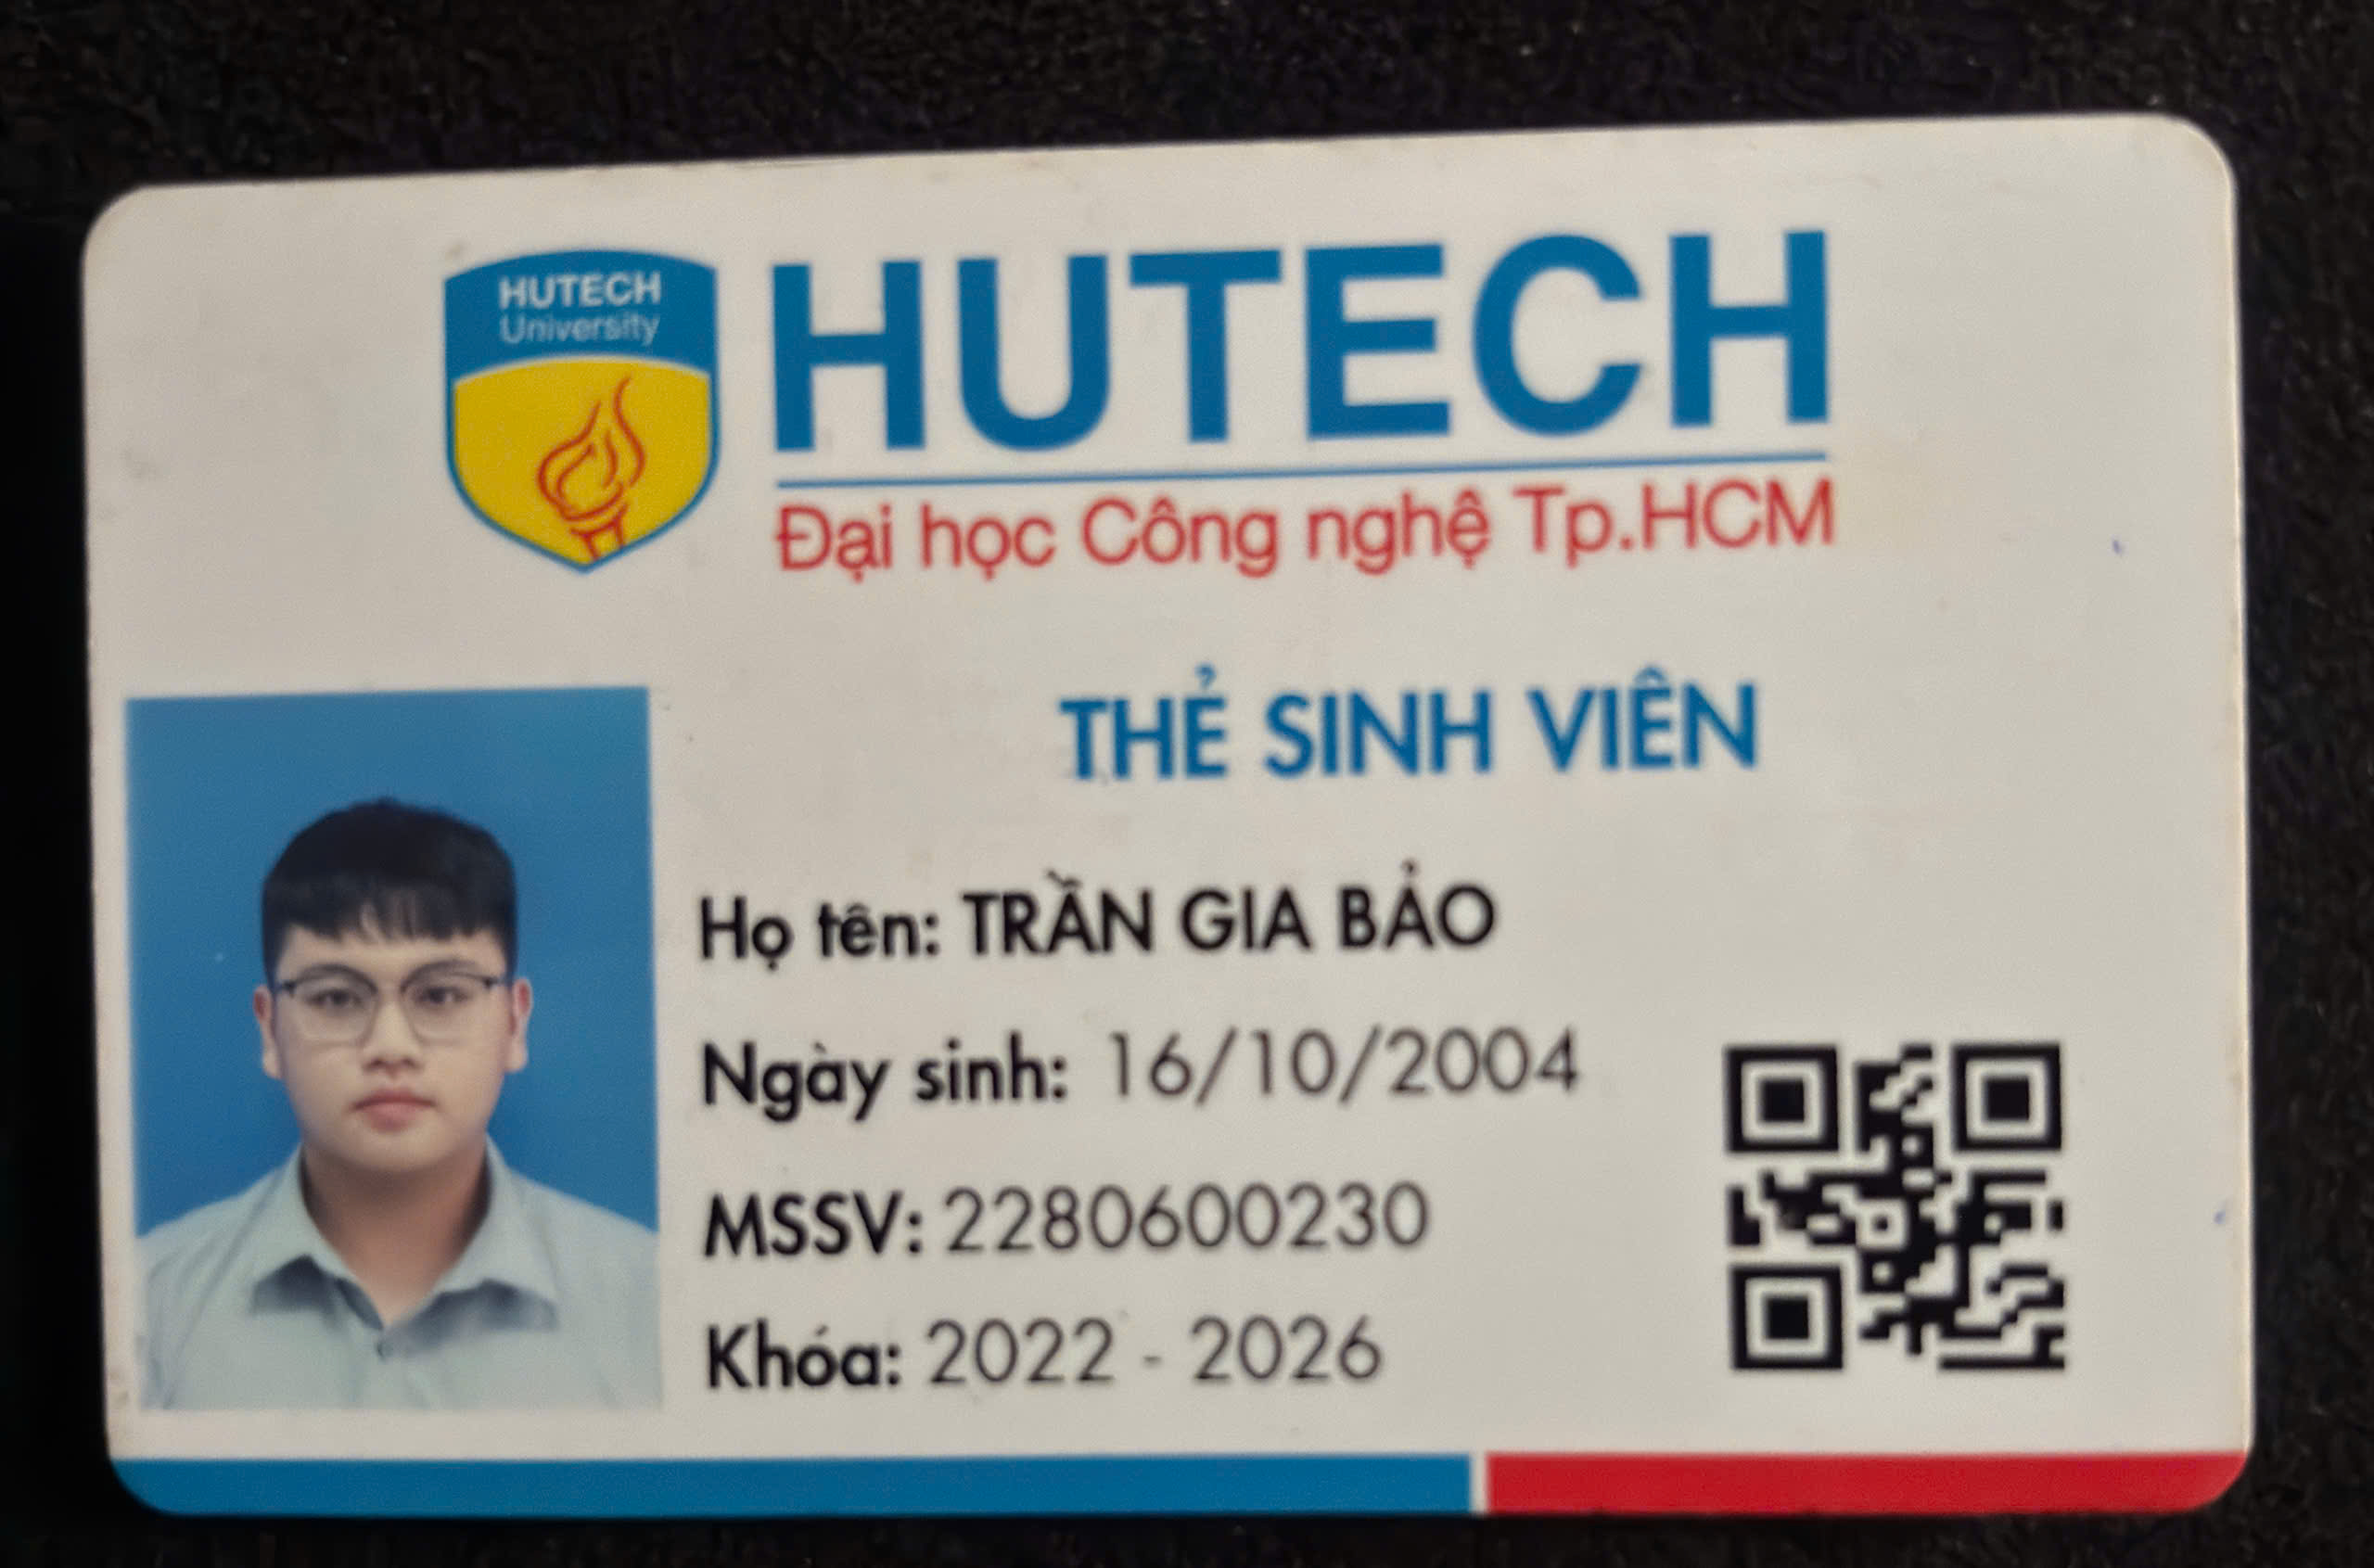 HUTECH
University
HUTECH
Đại học Công nghệ Tp.HCM
THẺ SINH VIÊN
Họ tên: TRẦN GIA BẢO
Ngày sinh: 16/10/2004
MSSV: 2280600230
Khóa: 2022 - 2026